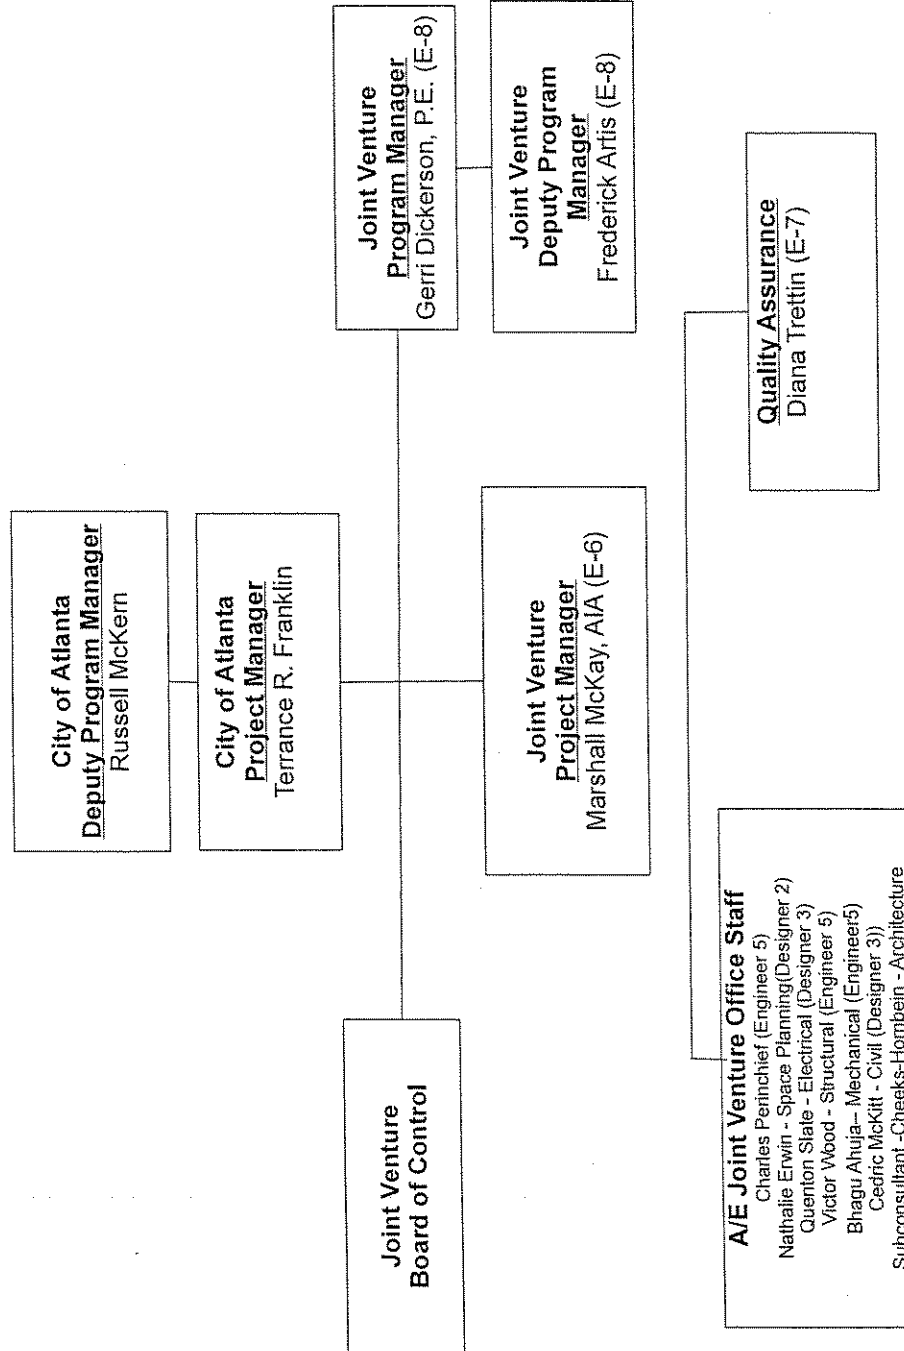 City of Atlanta
Deputy Program Manager
Russell McKern
City of Atlanta
Project Manager
Terrance R. Franklin
Joint Venture
Board of Control
Joint Venture
Program Manager
Gerri Dickerson, P.E. (E-8)
Joint Venture
Deputy Program
Manager
Frederick Artis (E-8)
Joint Venture
Project Manager
Marshall McKay, AIA (E-6)
A/E Joint Venture Office Staff
Charles Perinchief (Engineer 5)
Nathalie Erwin - Space Planning(Designer 2)
Quenton Slate - Electrical (Designer 3)
Victor Wood - Structural (Engineer 5)
Bhagu Ahuja-- Mechanical (Engineer5)
Cedric McKitt - Civil (Designer 3))
Subconsultant -Cheeks-Hornbein - Architecture
Quality Assurance
Diana Trettin (E-7)